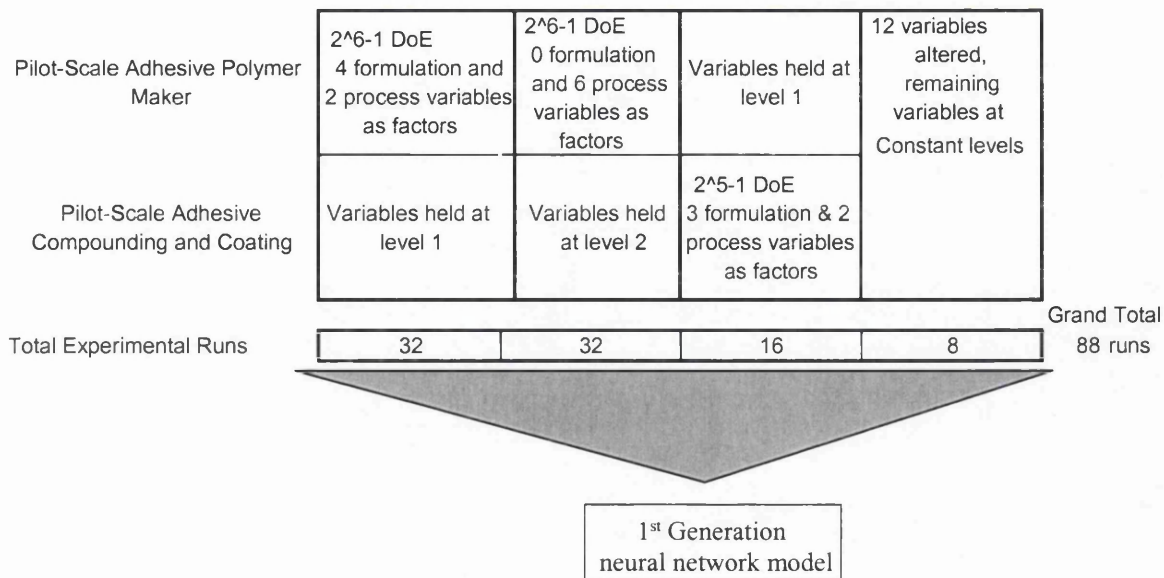 Pilot-Scale Adhesive Polymer
Maker
2^6-1 DoE
4 formulation and
2 process variables
as factors
2^6-1 DoE
0 formulation
and 6 process
variables as
factors
Variables held at
level 1
12 variables
altered,
remaining
variables at
Constant levels
Pilot-Scale Adhesive
Compounding and Coating
Variables held at
level 1
Variables held
at level 2
2^5-1 DoE
3 formulation & 2
process variables
as factors
Grand Total
Total Experimental Runs
32
32
16
8
88 runs
1st Generation
neural network model